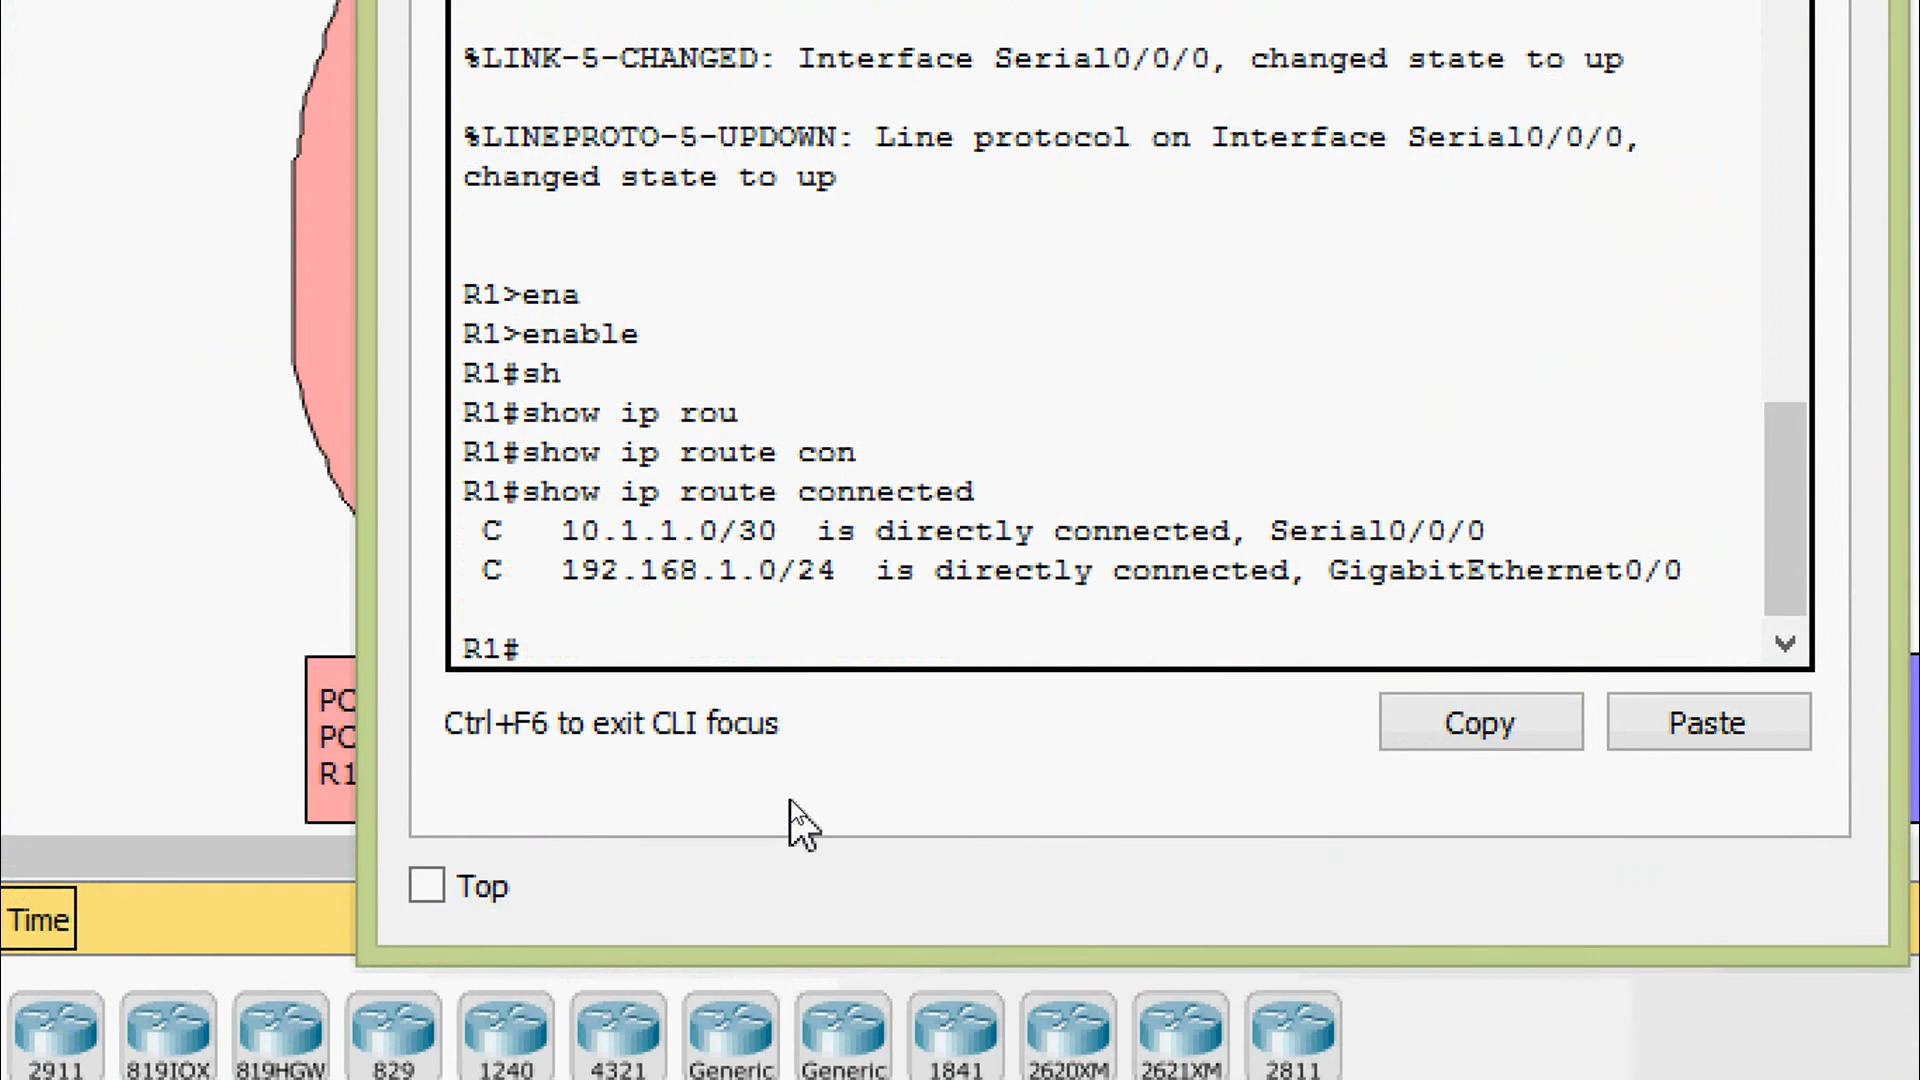 %LINK-5-CHANGED: Interface Serial0/0/0, changed state to up
%LINEPROTO-5-UPDOWN: Line protocol on Interface Serial0/0/0,
changed state to up
R1>ena
R1>enable
R1#sh
R1#show ip rou
R1#show ip route con
R1#show ip route connected
C 10.1.1.0/30 is directly connected, Serial0/0/0
C 192.168.1.0/24 is directly connected, GigabitEthernet0/0
R1#
Ctrl+F6 to exit CLI focus
Copy
Paste
PC
PC
R1
Top
Time
2911 819IOX 819HGW 829 1240 4321 Generic Generic 1841 2620XM 2621XM 2811